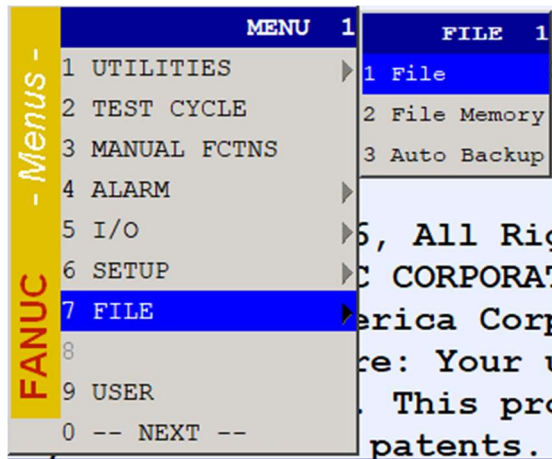 - Menus -
FANUC
MENU 1
1 UTILITIES
2 TEST CYCLE
3 MANUAL FCTNS
4 ALARM
5 I/O
6 SETUP
7 FILE
8
9 USER
0 -- NEXT --
FILE 1
1 File
2 File Memory
3 Auto Backup
6, All Rig
C CORPORAT
erica Corp
re: Your u
. This pro
patents.